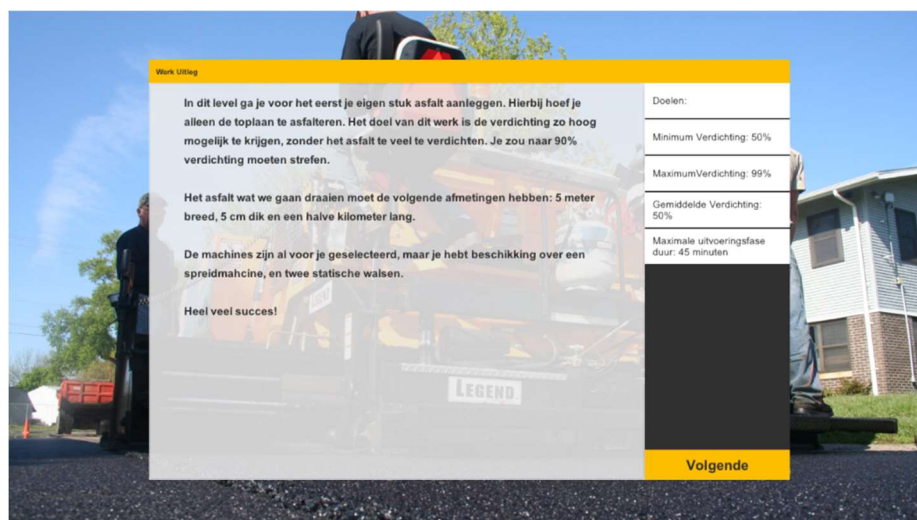 Werk Uitleg
In dit level ga je voor het eerst je eigen stuk asfalt aanleggen. Hierbij hoef je
alleen de toplaan te asfalteren. Het doel van dit werk is de verdichting zo hoog
mogelijk te krijgen, zonder het asfalt te veel te verdichten. Je zou naar 90%
verdichting moeten strefen.
Het asfalt wat we gaan draaien moet de volgende afmetingen hebben: 5 meter
breed, 5 cm dik en een halve kilometer lang.
De machines zijn al voor je geselecteerd, maar je hebt beschikking over een
spreidmahcine, en twee statische walsen.
Heel veel succes!
Doelen:
Minimum Verdichting: 50%
MaximumVerdichting: 99%
Gemiddelde Verdichting:
50%
Maximale uitvoeringsfase
duur: 45 minuten
LEGEND
Volgende